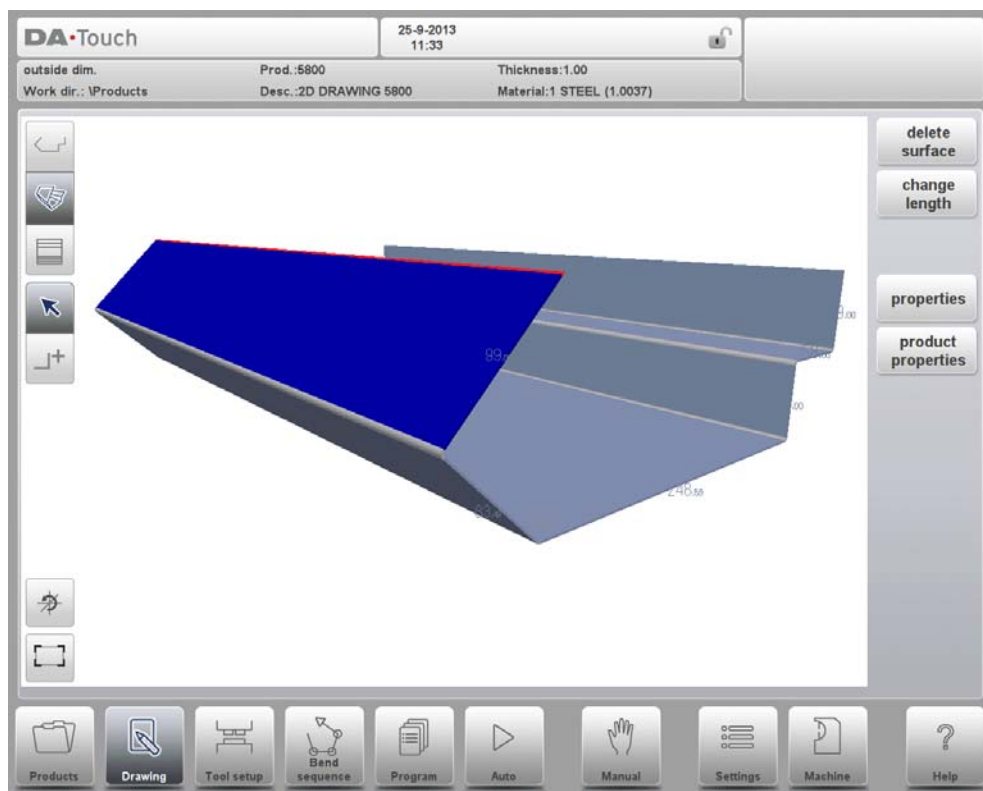 DA•Touch
25-9-2013
11:33
outside dim. Prod.:5800 Thickness:1.00
Work dir.: \Products Desc.:2D DRAWING 5800 Material:1 STEEL (1.0037)
delete
surface
change
length
properties
product
properties
248.55
Products
Drawing
Tool setup
Bend
sequence
Program
Auto
Manual
Settings
Machine
Help